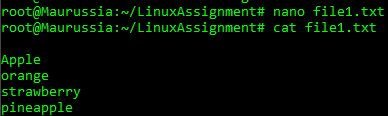 root@Maurussia:~/LinuxAssignment# nano file1.txt
root@Maurussia:~/LinuxAssignment# cat file1.txt
Apple
orange
strawberry
pineapple